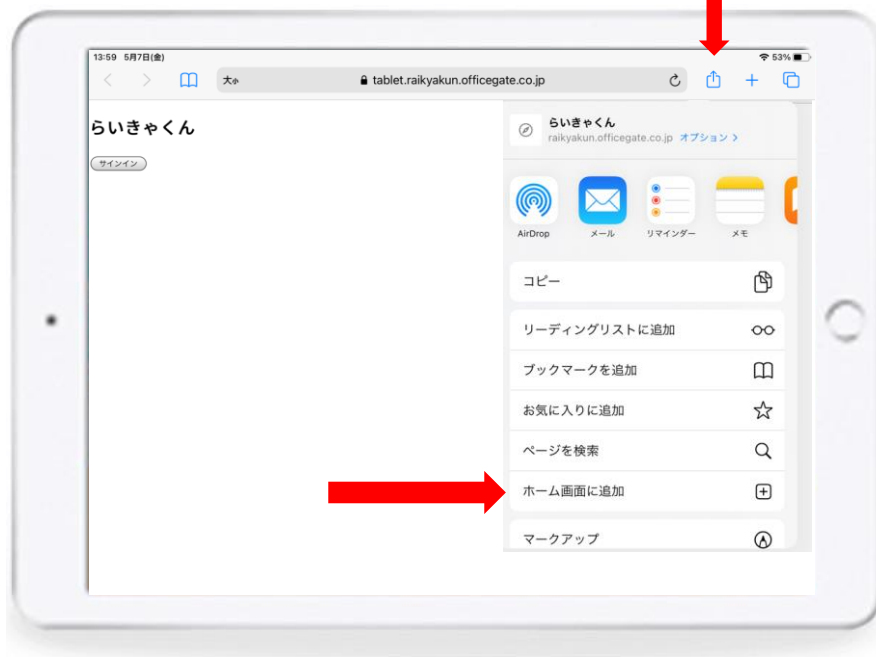 13:59 5月7日(金)
53%
大小
tablet.raikyakun.officegate.co.jp
らいきゃくん
サインイン
らいきゃくん
raikyakun.officegate.co.jp オプション
AirDrop
メール
リマインダー
メモ
コピー
リーディングリストに追加
ブックマークを追加
お気に入りに追加
ページを検索
ホーム画面に追加
マークアップ